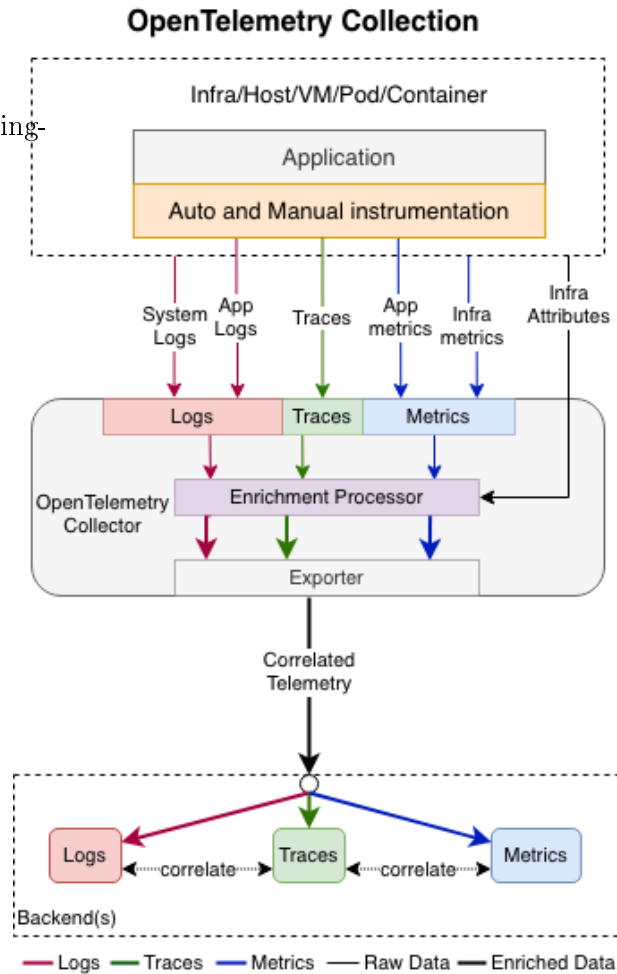 OpenTelemetry Collection
Infra/Host/VM/Pod/Container
ing-
Application
Auto and Manual instrumentation
System
Logs
App
Logs
Traces
App
metrics
Infra
metrics
Infra
Attributes
Logs
Traces
Metrics
OpenTelemetry
Collector
Enrichment Processor
Exporter
Correlated
Telemetry
Logs
correlate
Traces
correlate
Metrics
Backend(s)
Logs
Traces
Metrics
Raw Data
Enriched Data